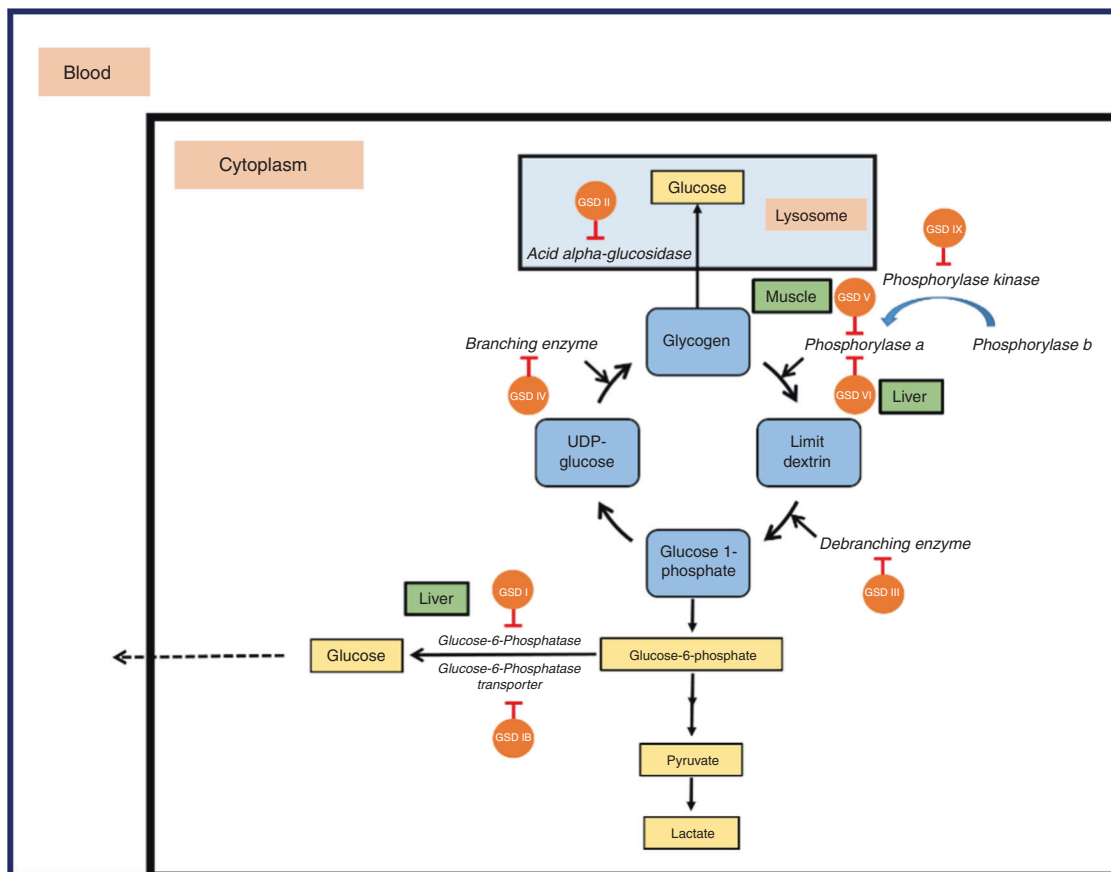 Blood
Cytoplasm
Glucose
GSD II
Lysosome
Acid alpha-glucosidase
GSD IX
Phosphorylase kinase
Muscle
GSD V
Glycogen
Branching enzyme
Phosphorylase a
Phosphorylase b
GSD IV
GSD VI
Liver
UDP-
glucose
Limit
dextrin
Glucose 1-
phosphate
Debranching enzyme
GSD III
Liver
GSD I
Glucose-6-Phosphatase
Glucose
Glucose-6-phosphate
Glucose-6-Phosphatase
transporter
GSD IB
Pyruvate
Lactate